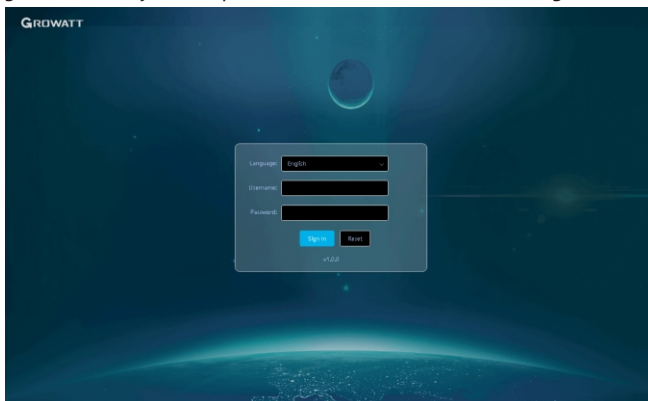 GROWATT
Language: English
Username:
Password:
Sign in Reset
v1.0.0